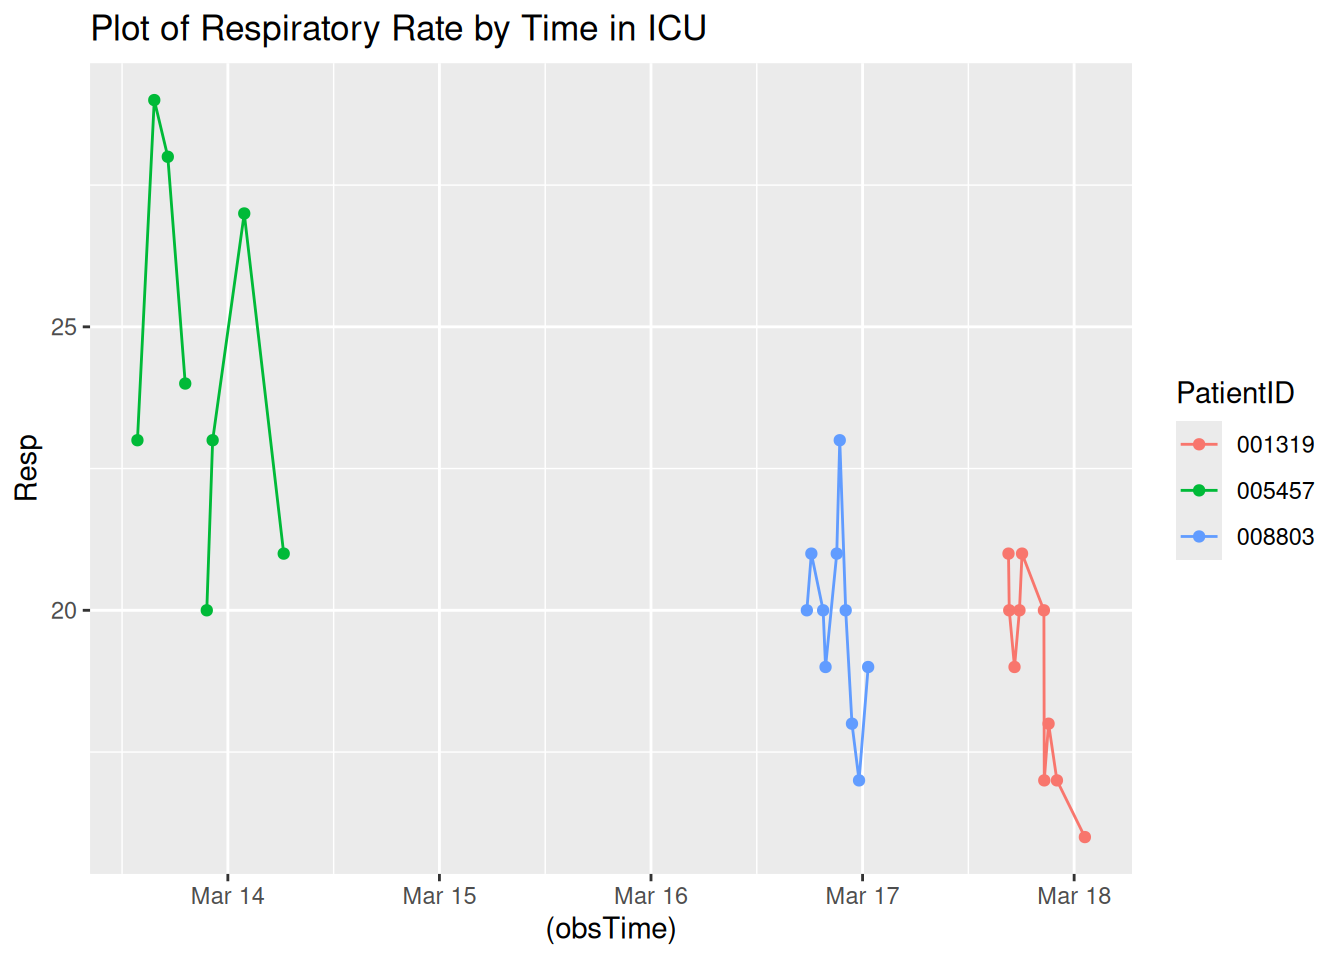 Plot of Respiratory Rate by Time in ICU
Resp
25
20
Mar 14
Mar 15
Mar 16
Mar 17
Mar 18
(obsTime)
PatientID
001319
005457
008803